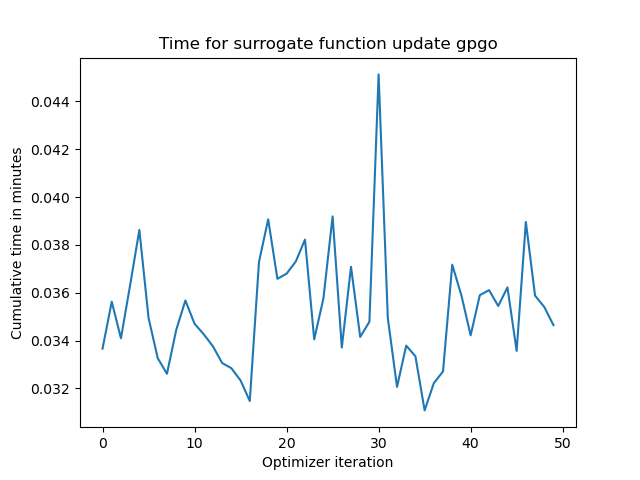 Time for surrogate function update gpgo
Cumulative time in minutes
0.044
0.042
0.040
0.038
0.036
0.034
0.032
0 10 20 30 40 50
Optimizer iteration